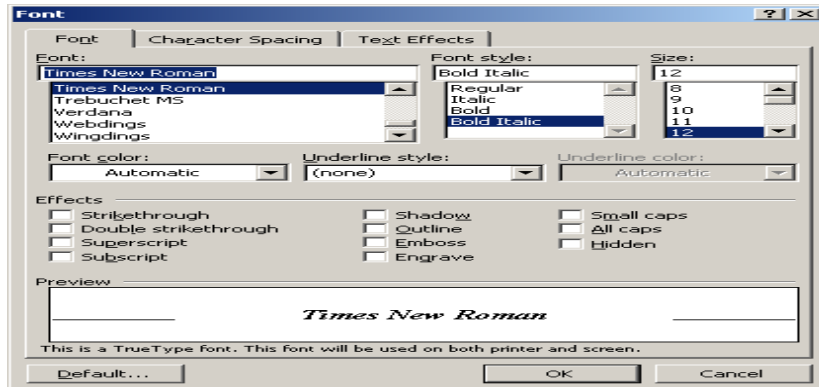 Font
Font Character Spacing Text Effects
Font: Font style: Size:
Times New Roman Bold Italic 12
Times New Roman Regular 8
Trebuchet MS Italic 9
Verdana Bold 10
Webdings Bold Italic 11
Wingdings 12
Font color: Underline style: Underline color:
Automatic (none) Automatic
Effects
Strikethrough Shadow Small caps
Double strikethrough Outline All caps
Superscript Emboss Hidden
Subscript Engrave
Preview
Times New Roman
This is a TrueType font. This font will be used on both printer and screen.
Default... OK Cancel